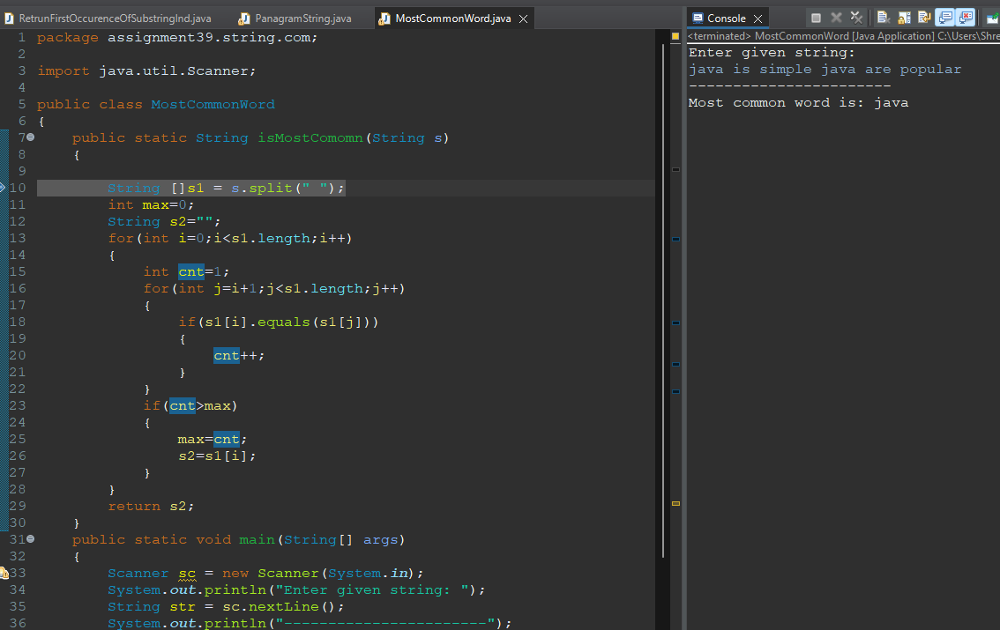 RetrunFirstOccurenceOfSubstringInd.java
PanagramString.java
MostCommonWord.java
1 package assignment39.string.com;
2
3 import java.util.Scanner;
4
5 public class MostCommonWord
6 {
7 public static String isMostComomn(String s)
8 {
9
10 String []s1 = s.split(" ");
11 int max=0;
12 String s2="";
13 for(int i=0;i<s1.length;i++)
14 {
15 int cnt=1;
16 for(int j=i+1;j<s1.length;j++)
17 {
18 if(s1[i].equals(s1[j]))
19 {
20 cnt++;
21 }
22 }
23 if(cnt>max)
24 {
25 max=cnt;
26 s2=s1[i];
27 }
28 }
29 return s2;
30 }
31 public static void main(String[] args)
32 {
33 Scanner sc = new Scanner(System.in);
34 System.out.println("Enter given string: ");
35 String str = sc.nextLine();
36 System.out.println("-----------------------");
Console
<terminated> MostCommonWord [Java Application] C:\Users\Shre
Enter given string:
java is simple java are popular
-----------------------
Most common word is: java